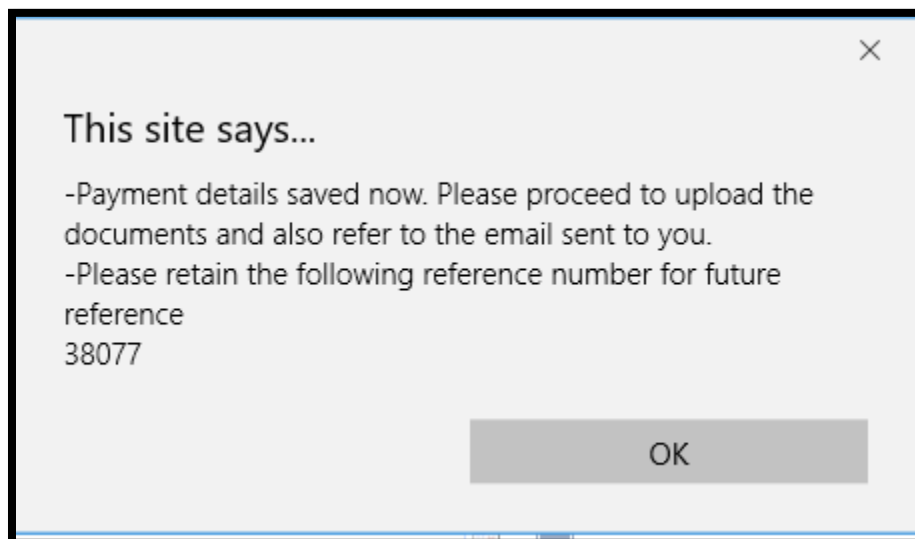 This site says...
-Payment details saved now. Please proceed to upload the
documents and also refer to the email sent to you.
-Please retain the following reference number for future
reference
38077
OK